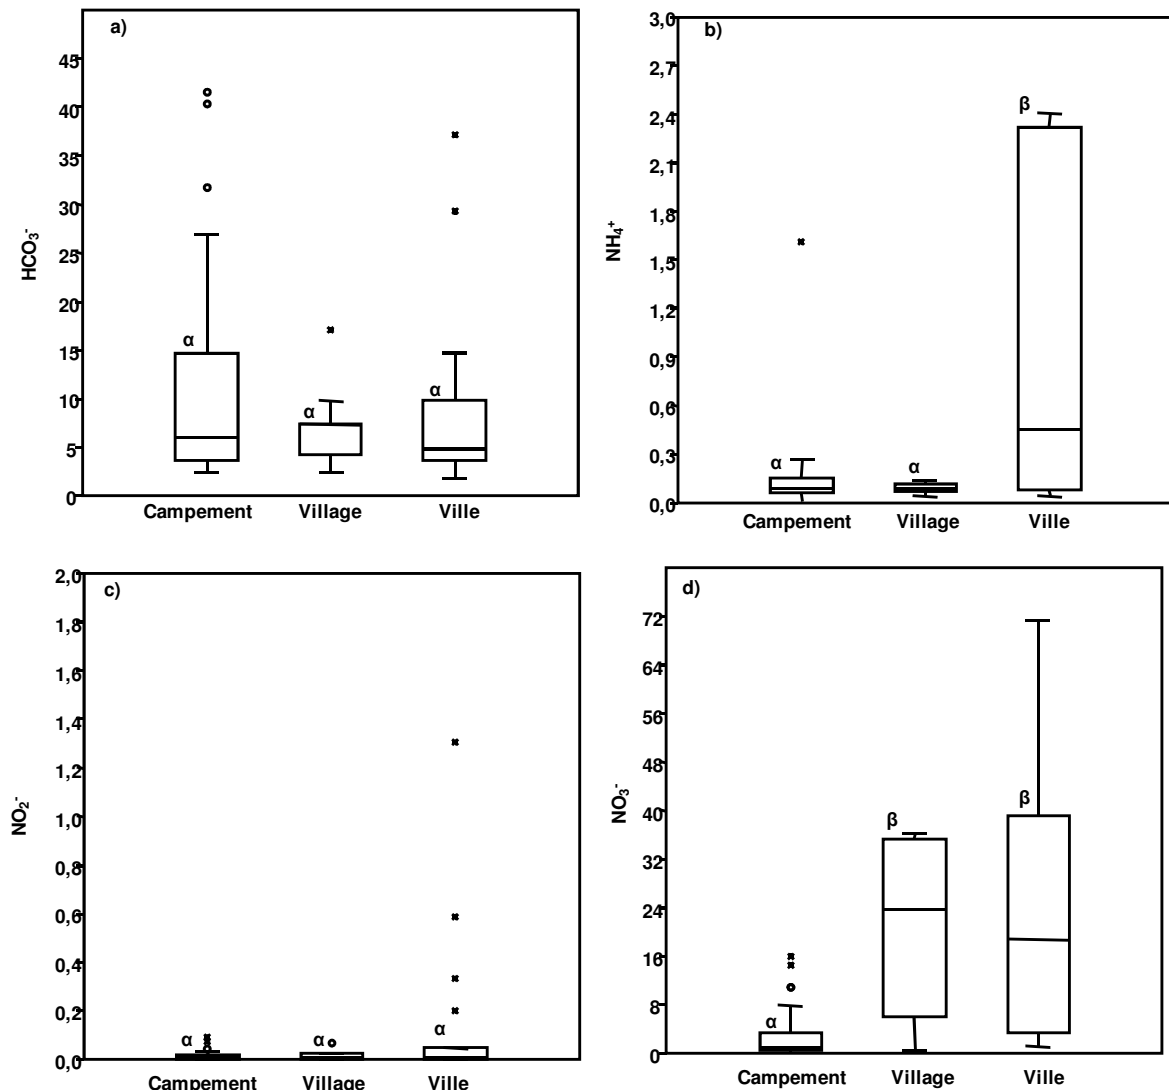 a)
45
40
35
30
25
20
15
10
5
0
HCO₃⁻
α
α
α
Campement Village Ville
b)
3,0
2,7
2,4
2,1
1,8
1,5
1,2
0,9
0,6
0,3
0,0
NH₄⁺
α
α
β
Campement Village Ville
c)
2,0
1,8
1,6
1,4
1,2
1,0
0,8
0,6
0,4
0,2
0,0
NO₂⁻
α
α
α
Campement Village Ville
d)
72
64
56
48
40
32
24
16
8
0
NO₃⁻
α
β
β
Campement Village Ville